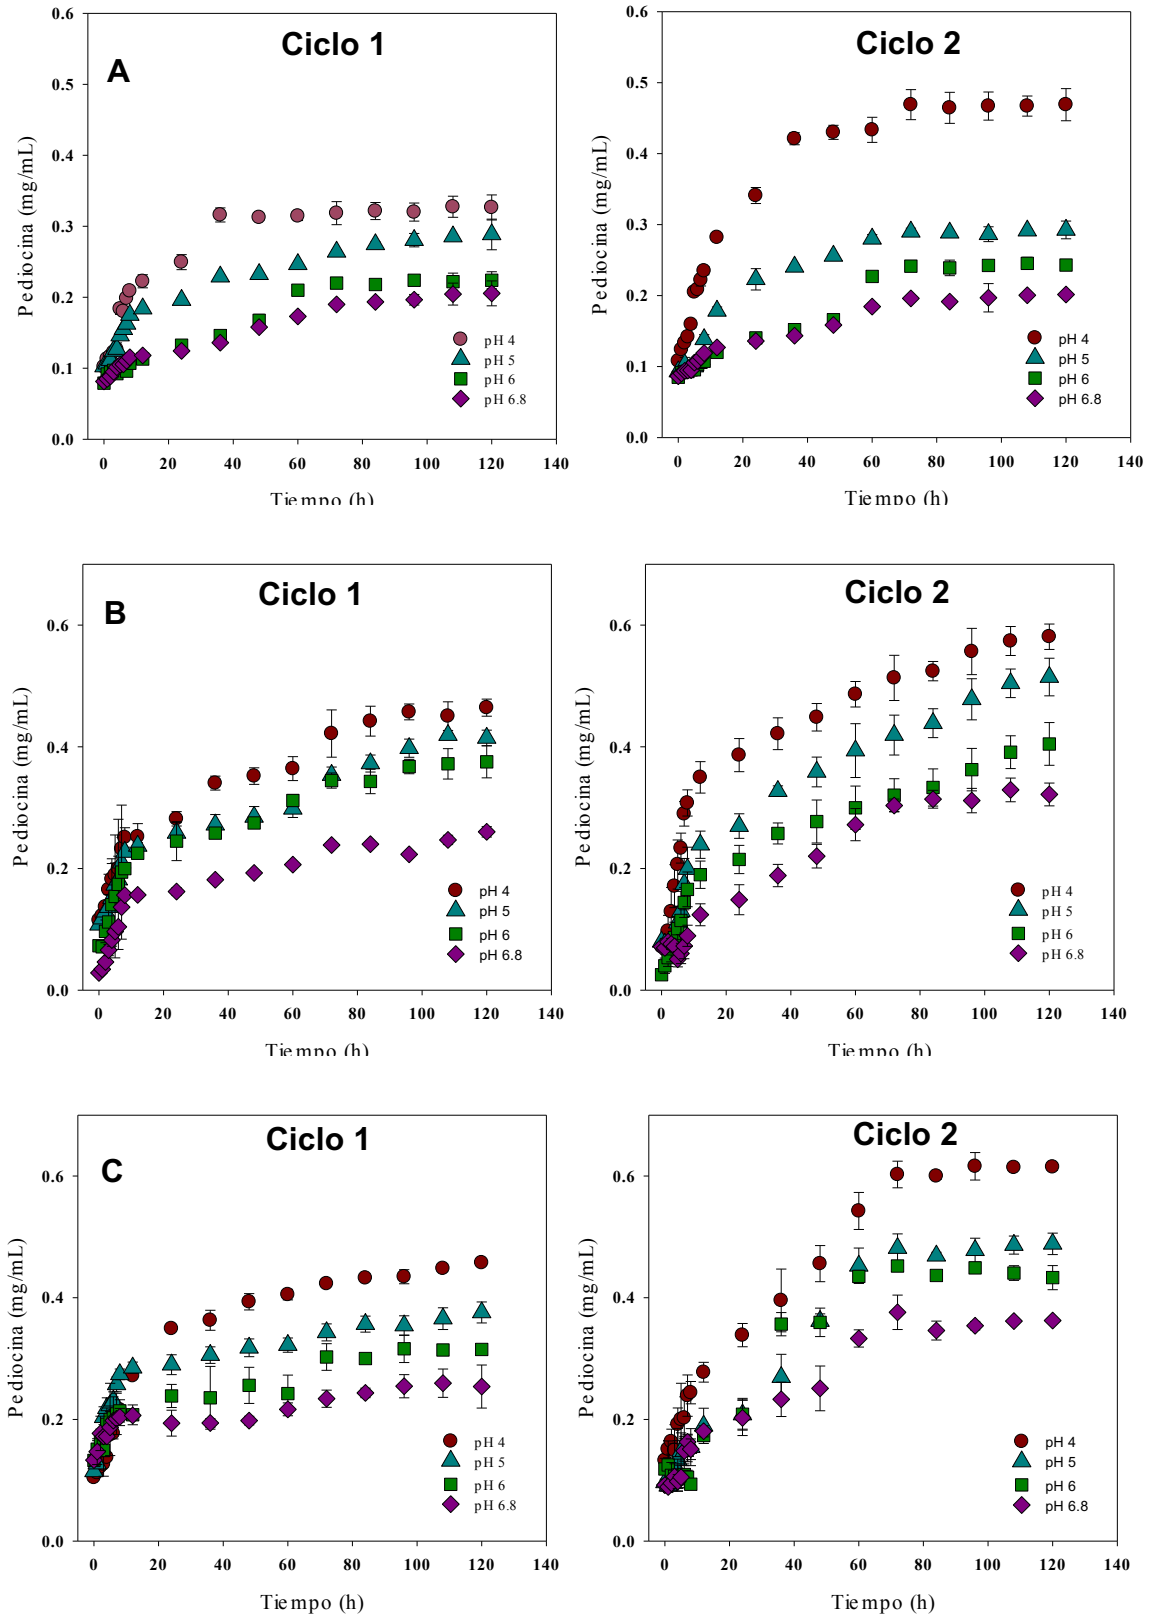 Ciclo 1
A
Pediocina (mg/mL)
0.6
0.5
0.4
0.3
0.2
0.1
0.0
pH 4
pH 5
pH 6
pH 6.8
0 20 40 60 80 100 120 140
Tiempo (h)
Ciclo 2
Pediocina (mg/mL)
0.6
0.5
0.4
0.3
0.2
0.1
0.0
pH 4
pH 5
pH 6
pH 6.8
0 20 40 60 80 100 120 140
Tiempo (h)
Ciclo 1
B
Pediocina (mg/mL)
0.6
0.4
0.2
0.0
pH 4
pH 5
pH 6
pH 6.8
0 20 40 60 80 100 120 140
Tiempo (h)
Ciclo 2
Pediocina (mg/mL)
0.6
0.4
0.2
0.0
pH 4
pH 5
pH 6
pH 6.8
0 20 40 60 80 100 120 140
Tiempo (h)
Ciclo 1
C
Pediocina (mg/mL)
0.6
0.4
0.2
0.0
pH 4
pH 5
pH 6
pH 6.8
0 20 40 60 80 100 120 140
Tiempo (h)
Ciclo 2
Pediocina (mg/mL)
0.6
0.4
0.2
0.0
pH 4
pH 5
pH 6
pH 6.8
0 20 40 60 80 100 120 140
Tiempo (h)